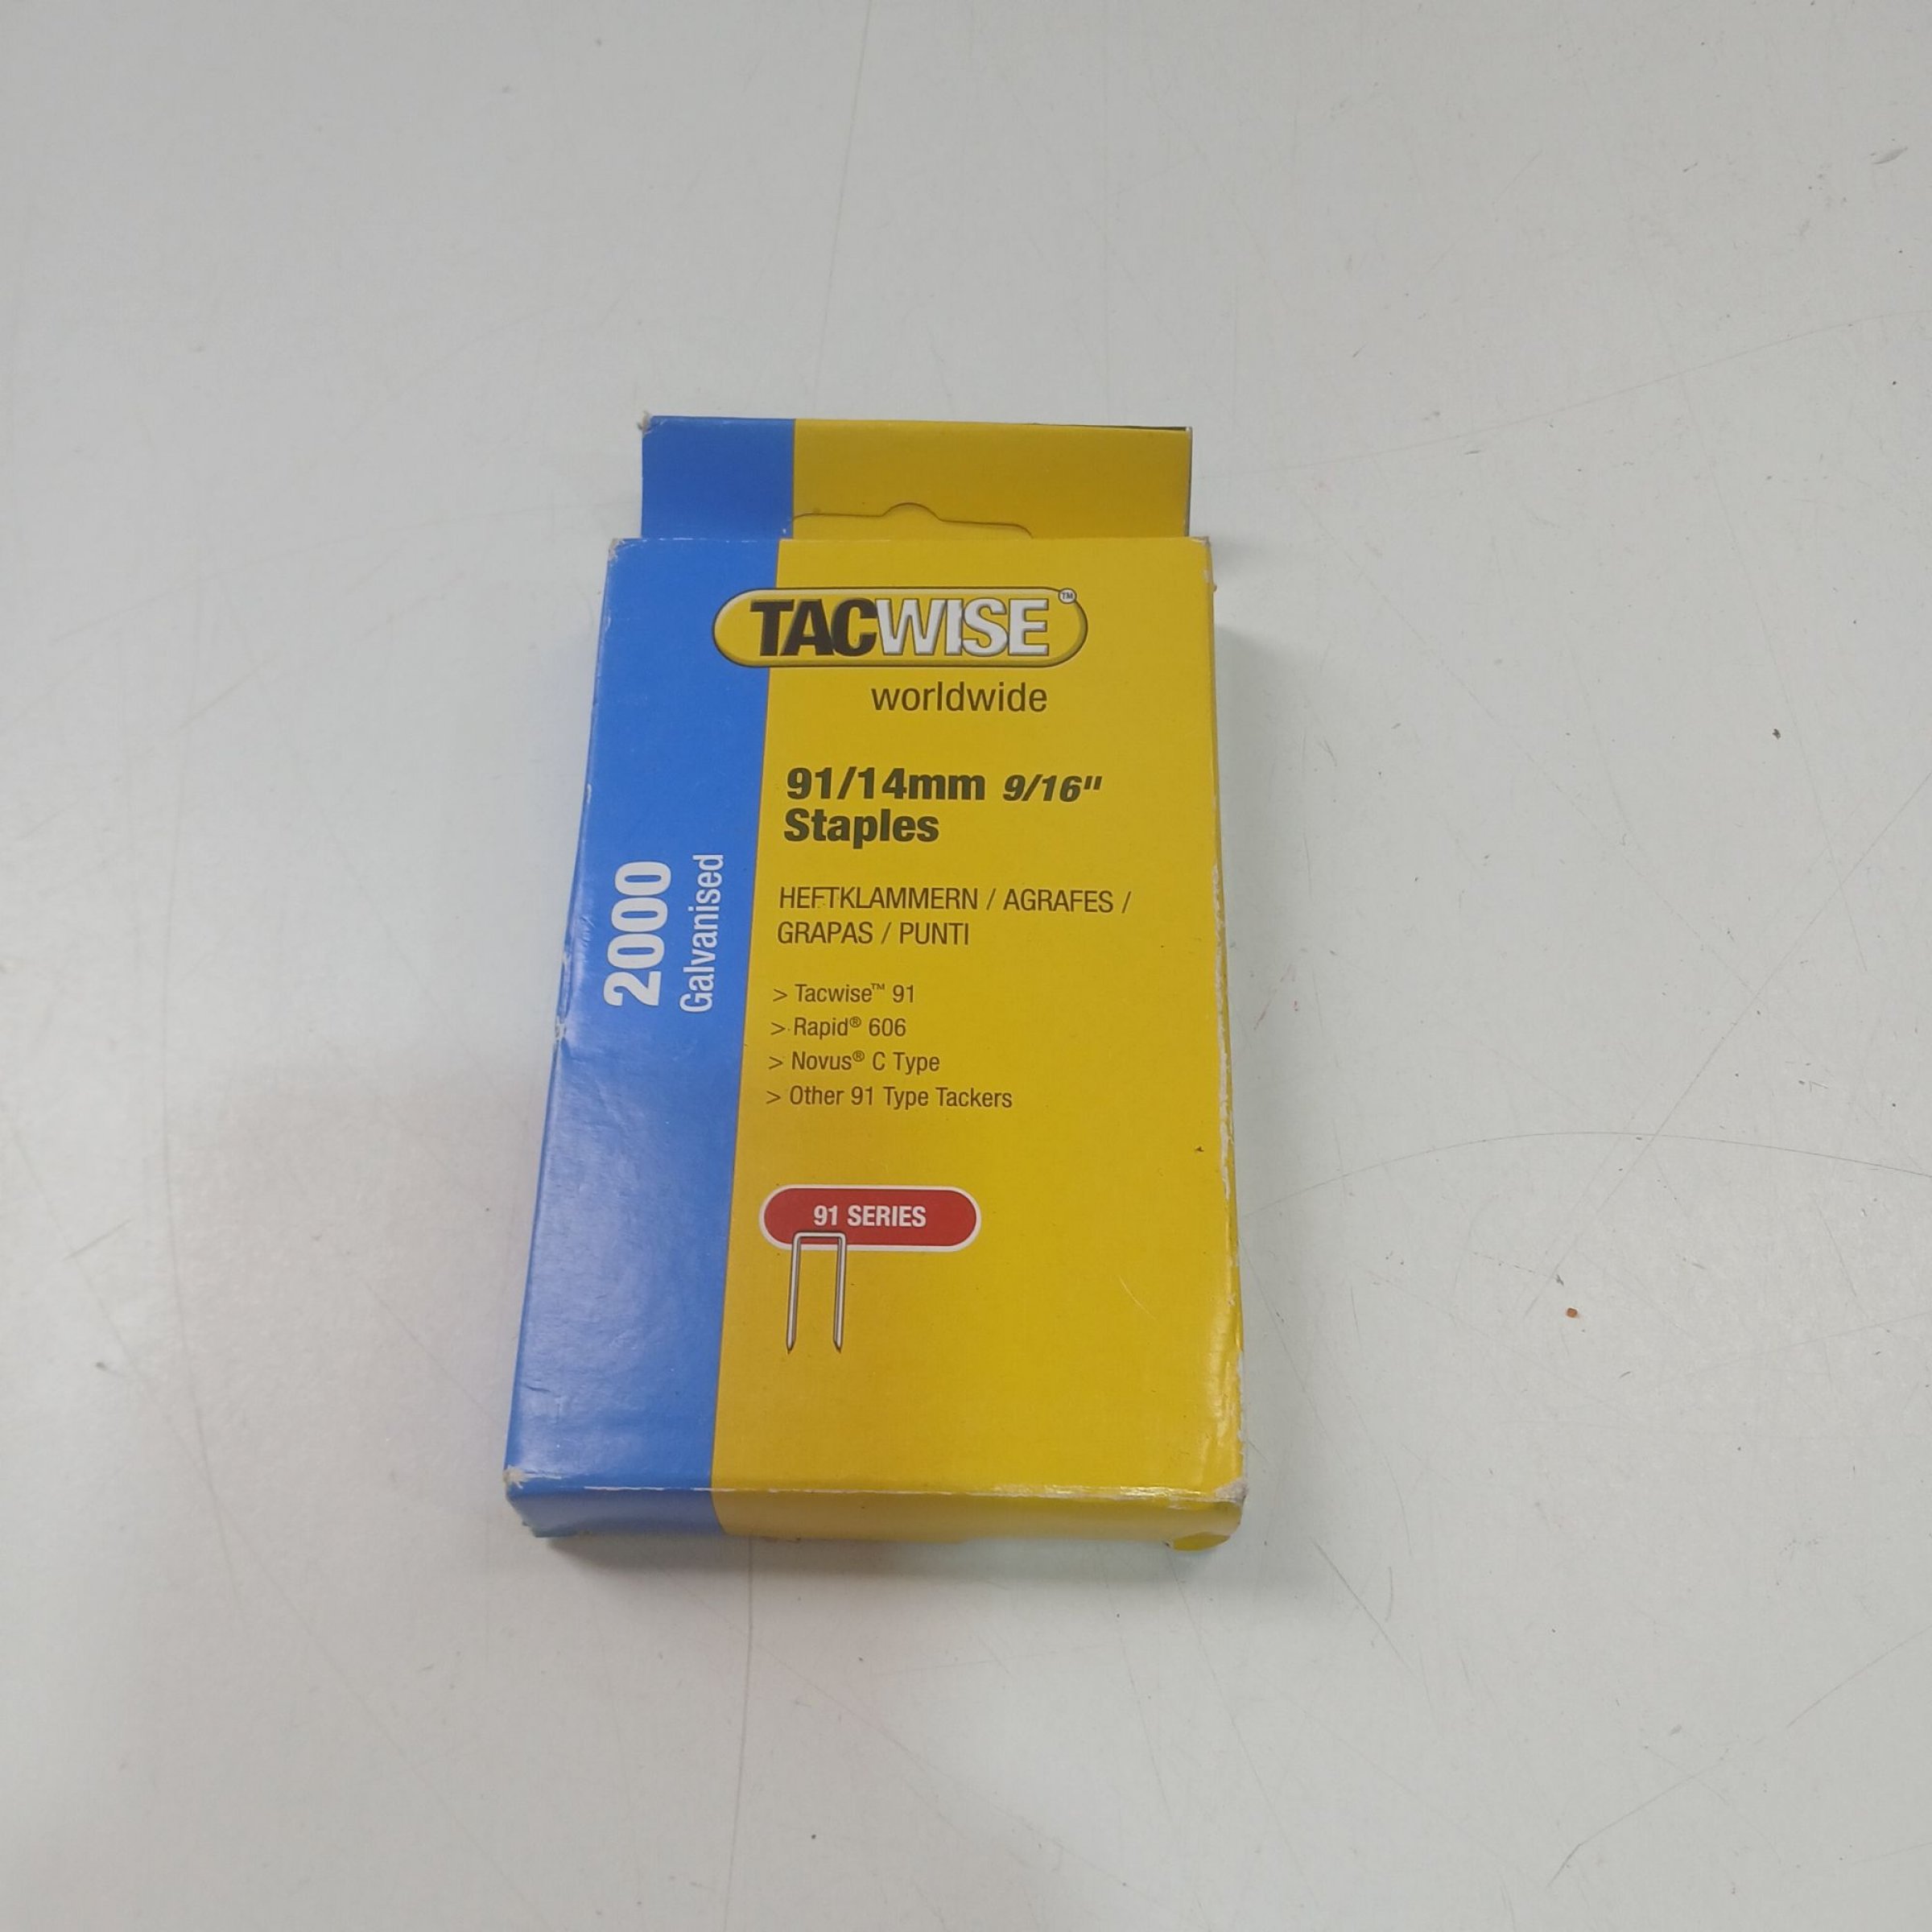 TACWISE™
worldwide
91/14mm 9/16"
Staples
HEFTKLAMMERN / AGRAFES /
GRAPAS / PUNTI
> Tacwise™ 91
> Rapid® 606
> Novus® C Type
> Other 91 Type Tackers
91 SERIES
2000
Galvanised